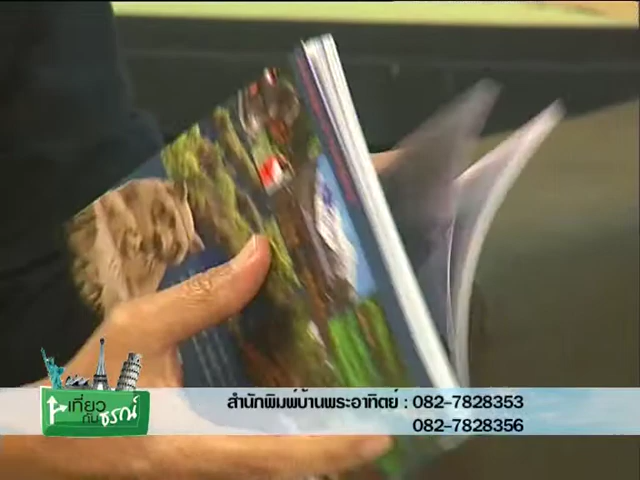 เที่ยว
กับ ธรณ์
สำนักพิมพ์บ้านพระอาทิตย์ : 082-7828353
082-7828356